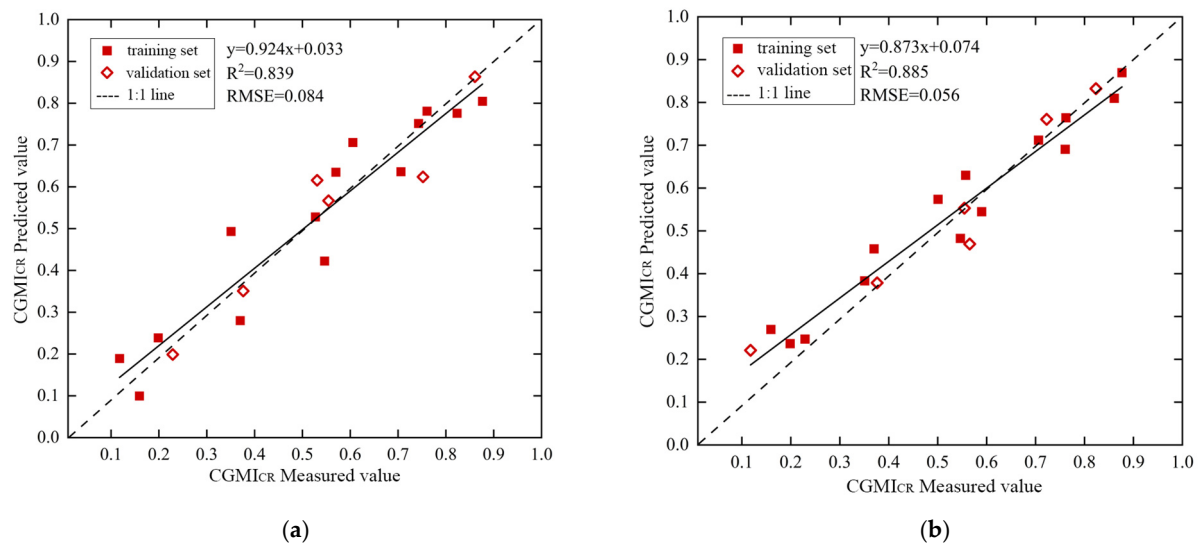 1.0
0.9
0.8
0.7
0.6
0.5
0.4
0.3
0.2
0.1
0.0
CGMICR Predicted value
training set
validation set
1:1 line
y=0.924x+0.033
R²=0.839
RMSE=0.084
0.1 0.2 0.3 0.4 0.5 0.6 0.7 0.8 0.9 1.0
CGMICR Measured value
(a)
1.0
0.9
0.8
0.7
0.6
0.5
0.4
0.3
0.2
0.1
0.0
CGMICR Predicted value
training set
validation set
1:1 line
y=0.873x+0.074
R²=0.885
RMSE=0.056
0.1 0.2 0.3 0.4 0.5 0.6 0.7 0.8 0.9 1.0
CGMICR Measured value
(b)